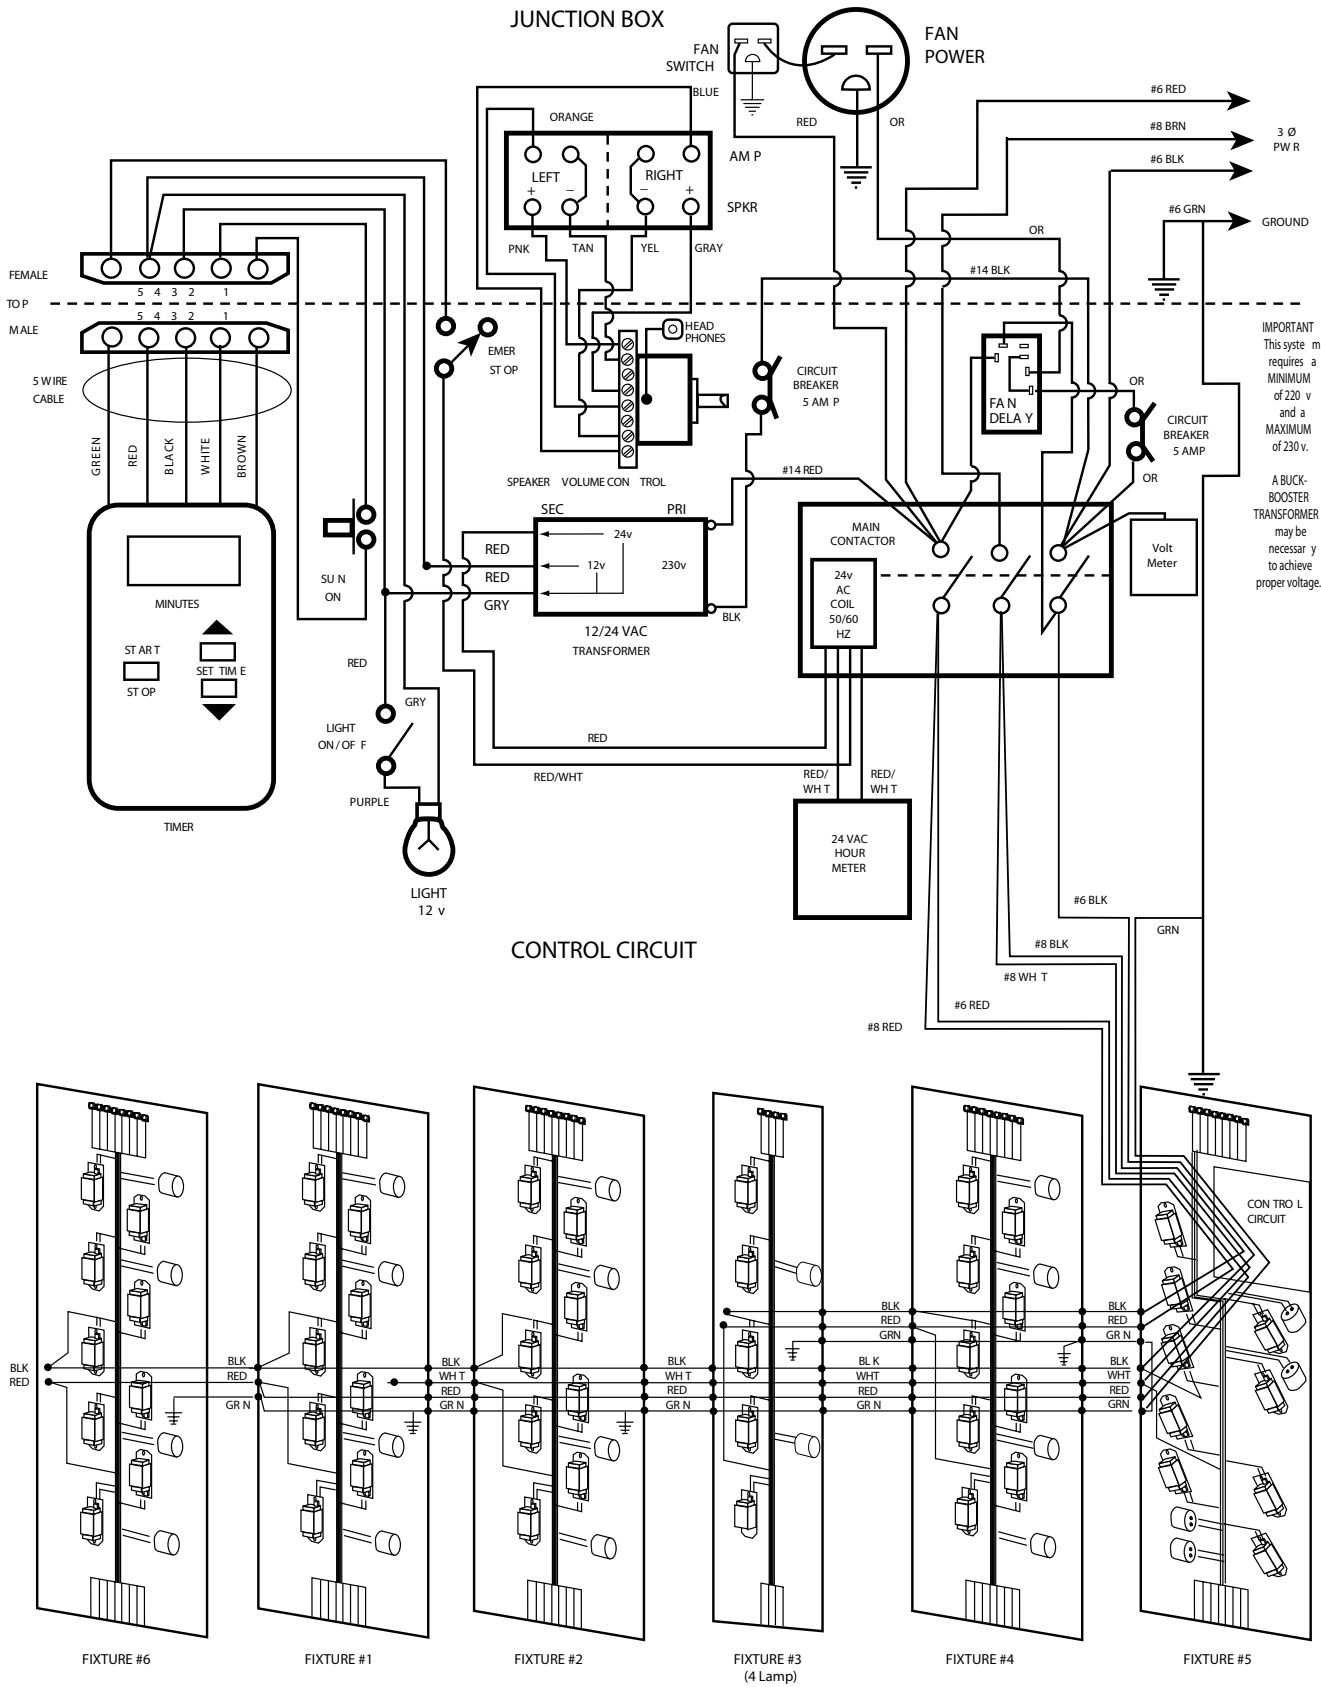 JUNCTION BOX
FAN
SWITCH
FAN
POWER
BLUE
ORANGE
RED
OR
#6 RED
#8 BRN
3 Ø
PW R
#6 BLK
AM P
LEFT
RIGHT
+
–
–
+
SPKR
#6 GRN
GROUND
PNK
TAN
YEL
GRAY
OR
#14 BLK
FEMALE
5 4 3 2 1
TO P
5 4 3 2 1
M ALE
HEAD
PHONES
EMER
ST OP
5 WIRE
CABLE
CIRCUIT
BREAKER
5 AM P
FA N
DELA Y
OR
CIRCUIT
BREAKER
5 AMP
OR
IMPORTANT
This syste m
requires a
MINIMUM
of 220 v
and a
MAXIMUM
of 230 v.
A BUCK-
BOOSTER
TRANSFORMER
may be
necessar y
to achieve
proper voltage.
GREEN
RED
BLACK
WHITE
BROWN
SPEAKER VOLUME CON TROL
#14 RED
SEC
PRI
24v
12v
230v
RED
RED
GRY
BLK
12/24 VAC
TRANSFORMER
MAIN
CONTACTOR
24v
AC
COIL
50/60
HZ
Volt
Meter
MINUTES
ST AR T
ST OP
SET TIM E
TIMER
SU N
ON
RED
GRY
LIGHT
ON / OF F
PURPLE
LIGHT
12 v
RED
RED/WHT
RED/
WH T
RED/
WH T
24 VAC
HOUR
METER
CONTROL CIRCUIT
#6 BLK
GRN
#8 BLK
#8 WH T
#6 RED
#8 RED
CON TRO L
CIRCUIT
BLK
RED
GRN
BLK
RED
GR N
BLK
RED
BLK
RED
GR N
BLK
WH T
RED
GR N
BLK
WH T
RED
GR N
BL K
WHT
RED
GR N
BLK
WHT
RED
GRN
FIXTURE #6
FIXTURE #1
FIXTURE #2
FIXTURE #3
(4 Lamp)
FIXTURE #4
FIXTURE #5